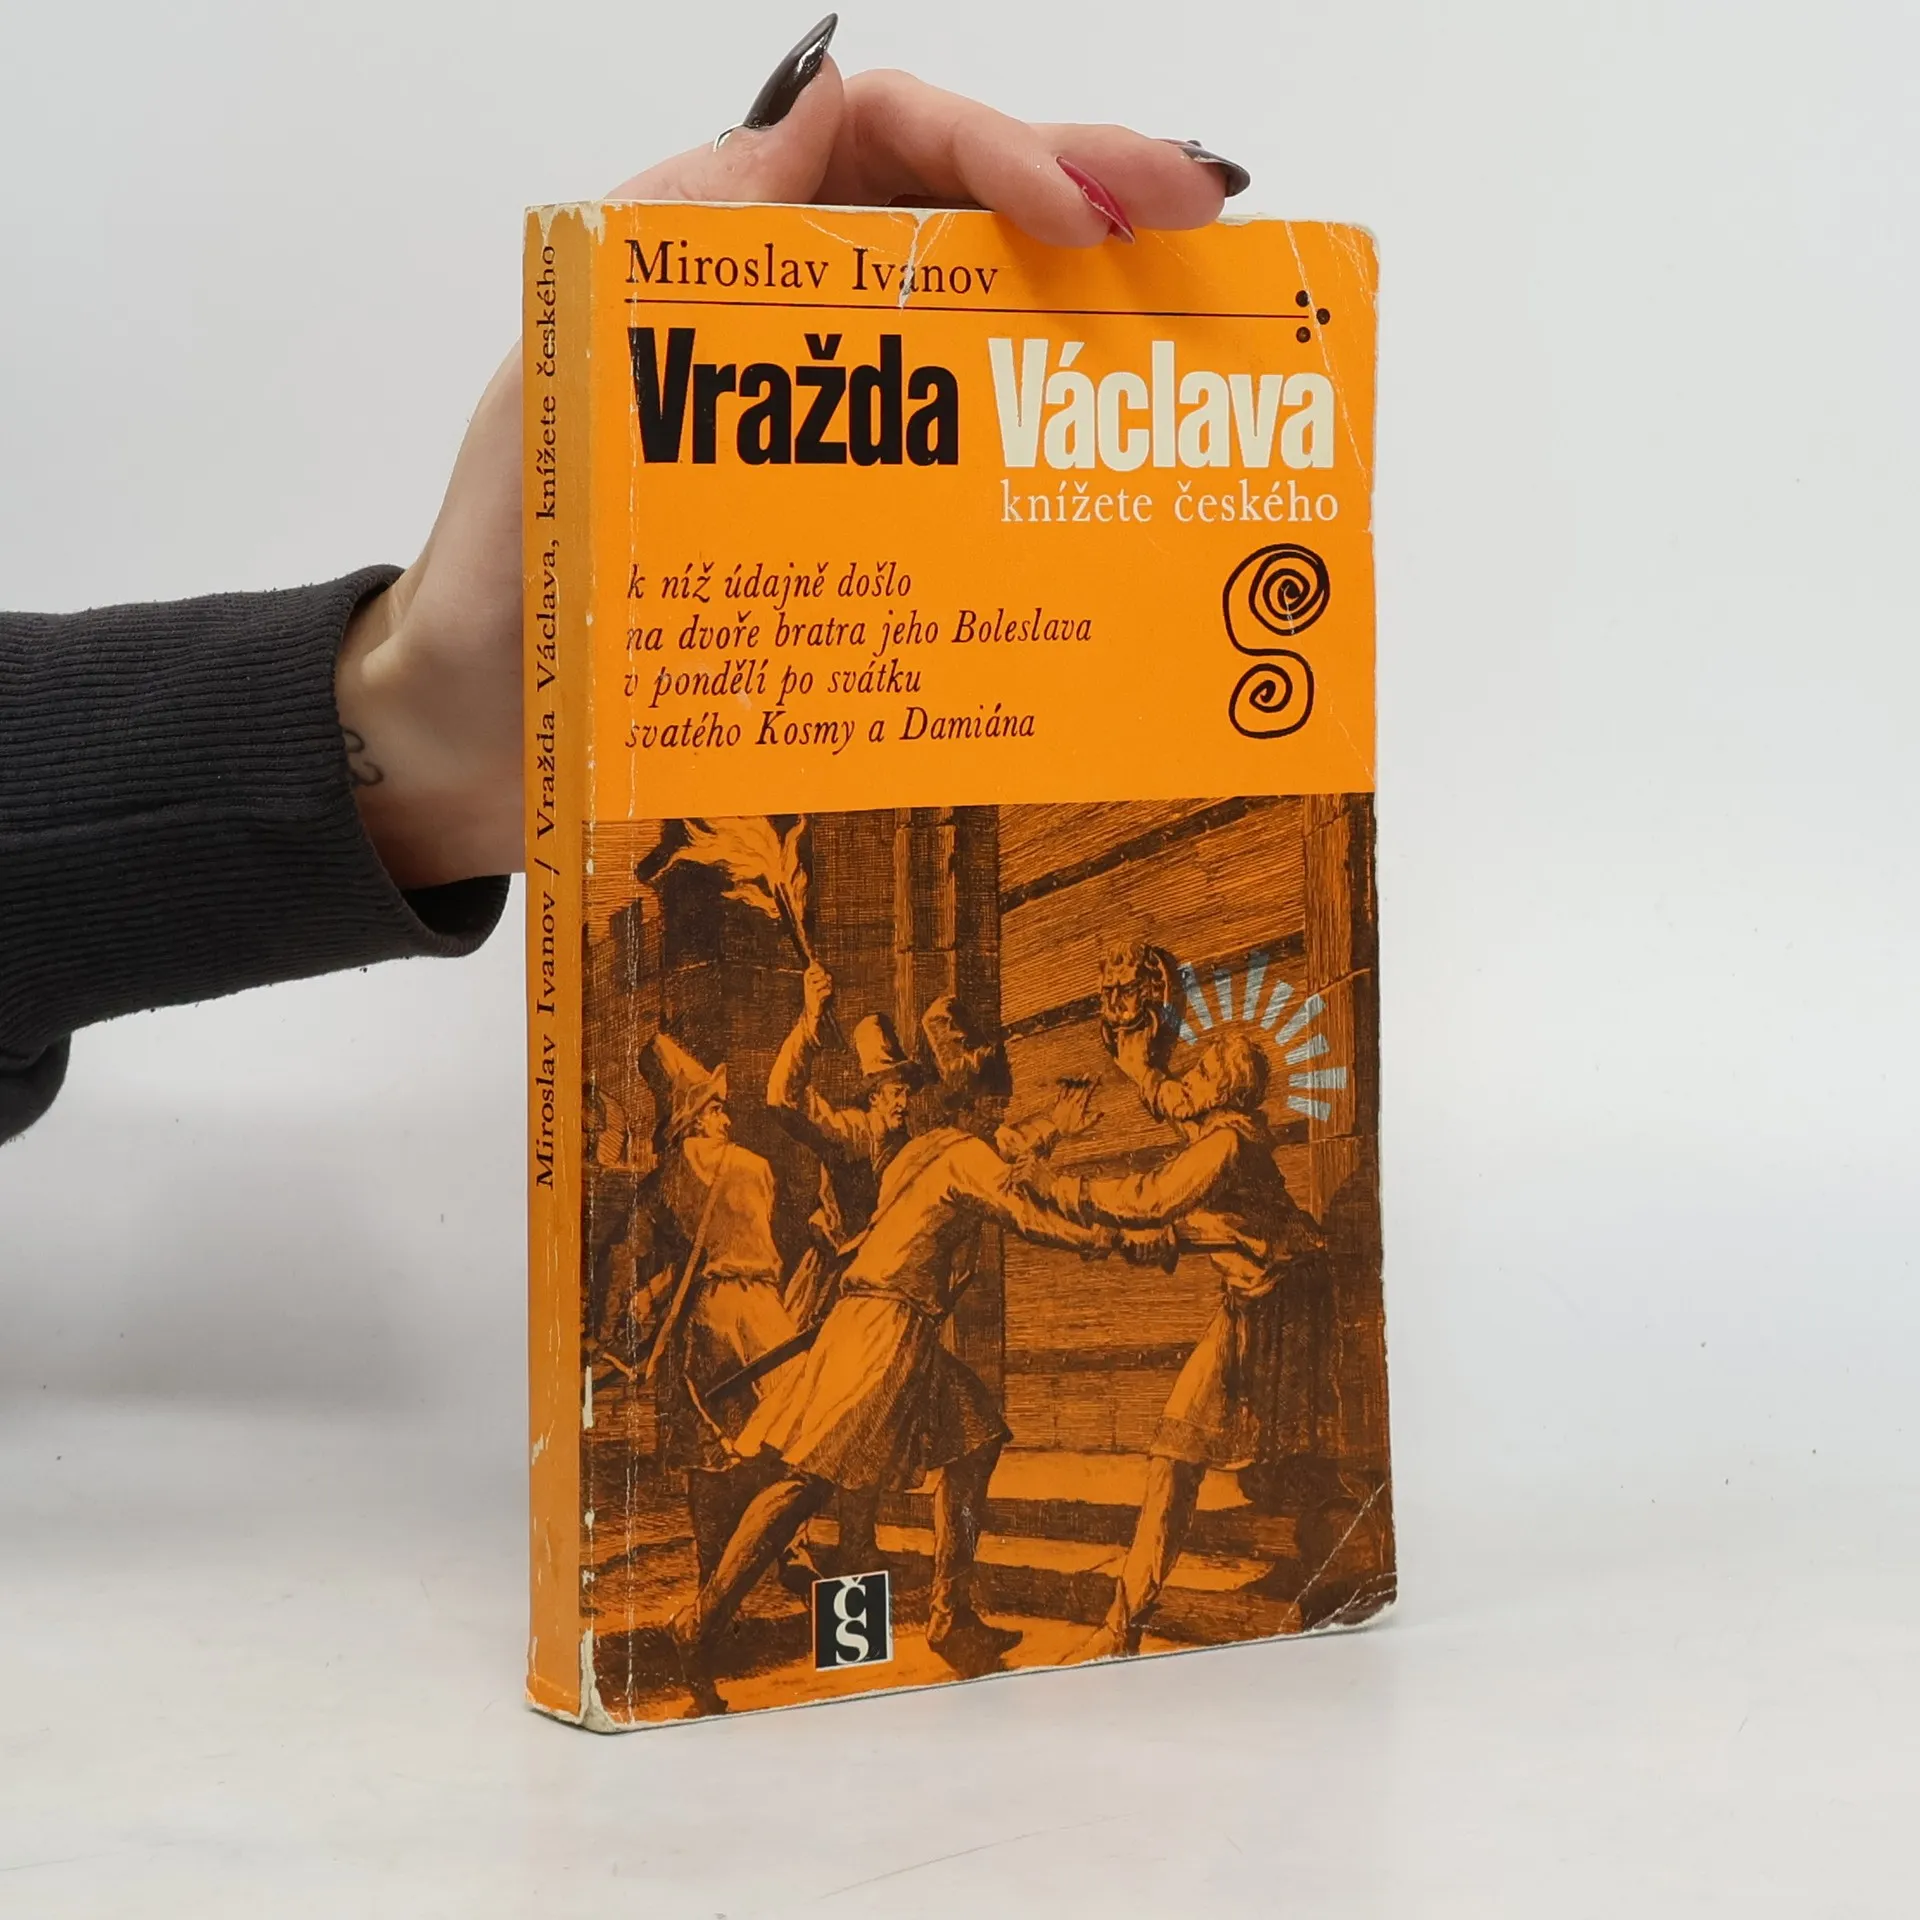 Miroslav Ivanov
Vražda Václava
knížete českého
k níž údajně došlo
na dvoře bratra jeho Boleslava
v pondělí po svátku
svatého Kosmy a Damiána
ČS
Miroslav Ivanov / Vražda Václava, knížete českého